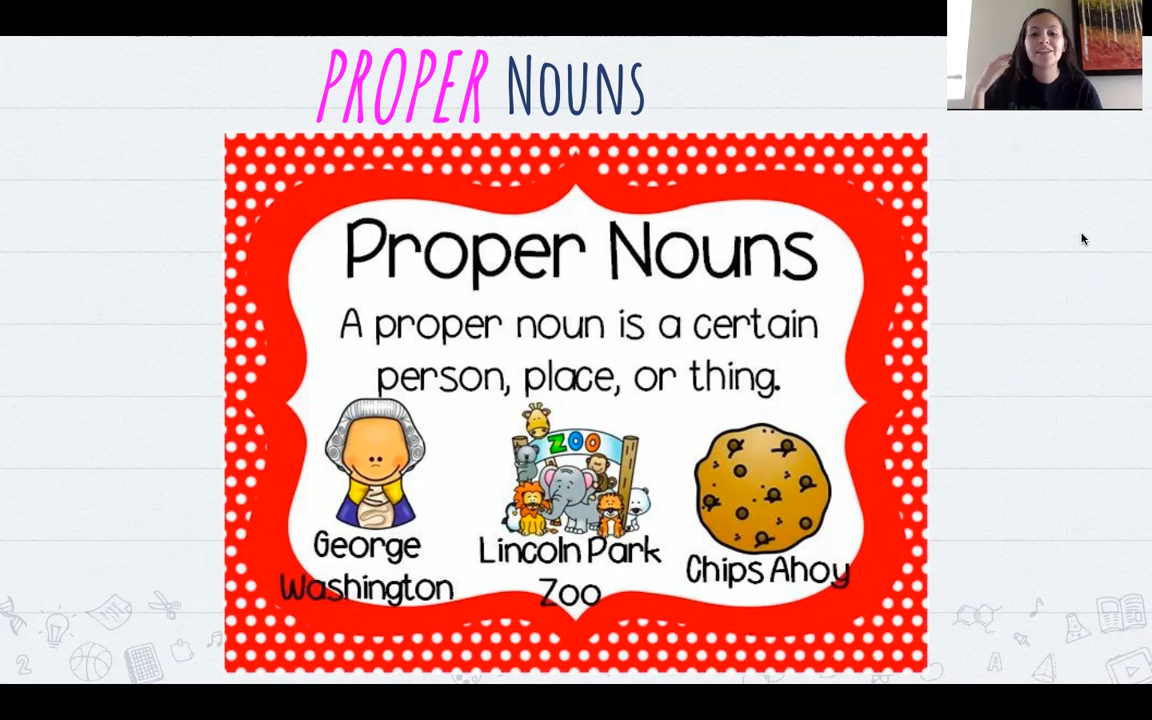 PROPER Nouns
Proper Nouns
A proper noun is a certain
person, place, or thing.
ZOO
George
Washington
Lincoln Park
Zoo
Chips Ahoy
2
A